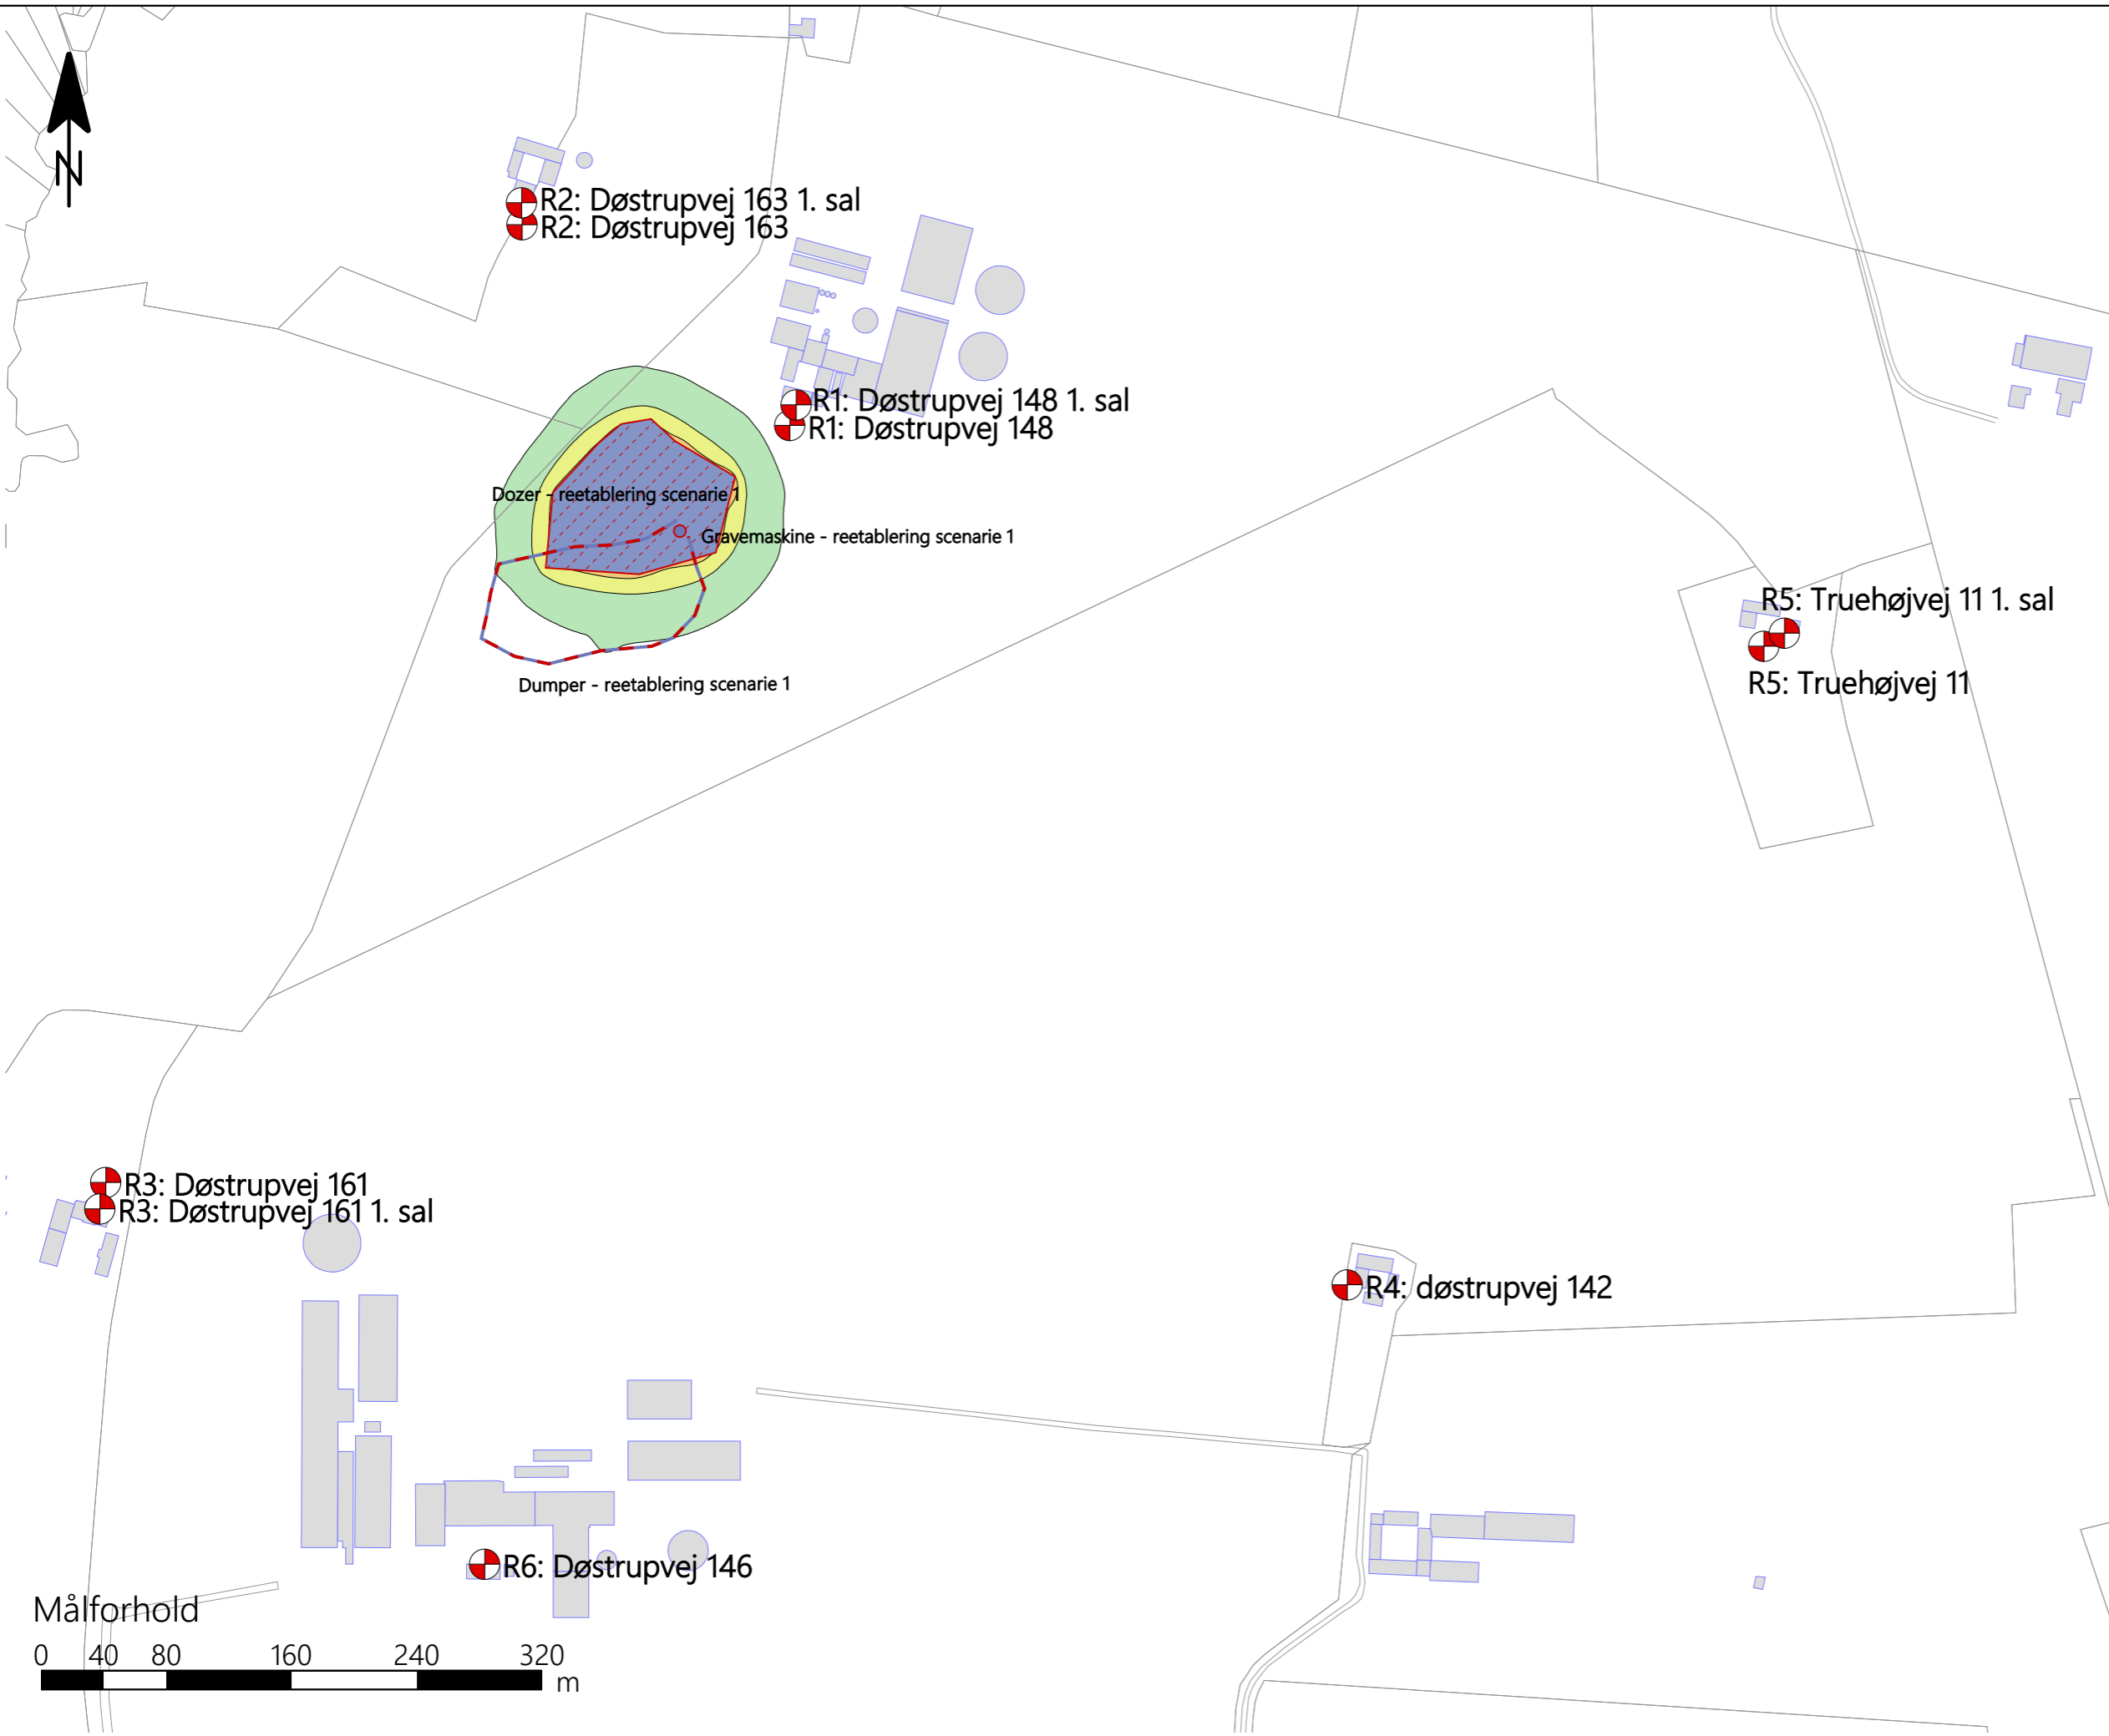 N
R2: Døstrupvej 163 1. sal
R2: Døstrupvej 163
R1: Døstrupvej 148 1. sal
R1: Døstrupvej 148
Dozer - reetablering scenarie 1
Gravemaskine - reetablering scenarie 1
Dumper - reetablering scenarie 1
R5: Truehøjvej 11 1. sal
R5: Truehøjvej 11
R3: Døstrupvej 161
R3: Døstrupvej 161 1. sal
R4: døstrupvej 142
R6: Døstrupvej 146
Målforhold
0 40 80 160 240 320
m